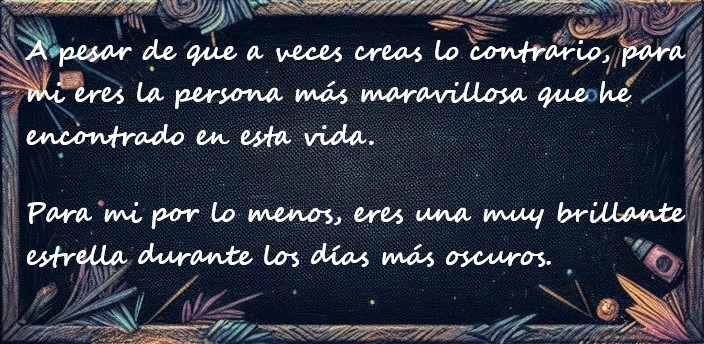 A pesar de que a veces creas lo contrario, para
mi eres la persona más maravillosa que he
encontrado en esta vida.
Para mi por lo menos, eres una muy brillante
estrella durante los días más oscuros.